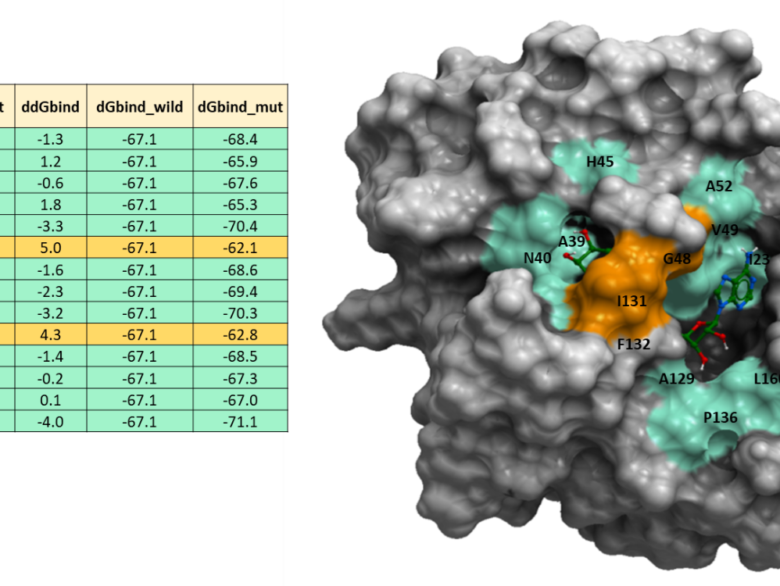 t ddGbind dGbind_wild dGbind_mut
-1.3 -67.1 -68.4
1.2 -67.1 -65.9
-0.6 -67.1 -67.6
1.8 -67.1 -65.3
-3.3 -67.1 -70.4
5.0 -67.1 -62.1
-1.6 -67.1 -68.6
-2.3 -67.1 -69.4
-3.2 -67.1 -70.3
4.3 -67.1 -62.8
-1.4 -67.1 -68.5
-0.2 -67.1 -67.3
0.1 -67.1 -67.0
-4.0 -67.1 -71.1
H45
A52
V49
A39
N40
G48
I131
F132
A129
P136